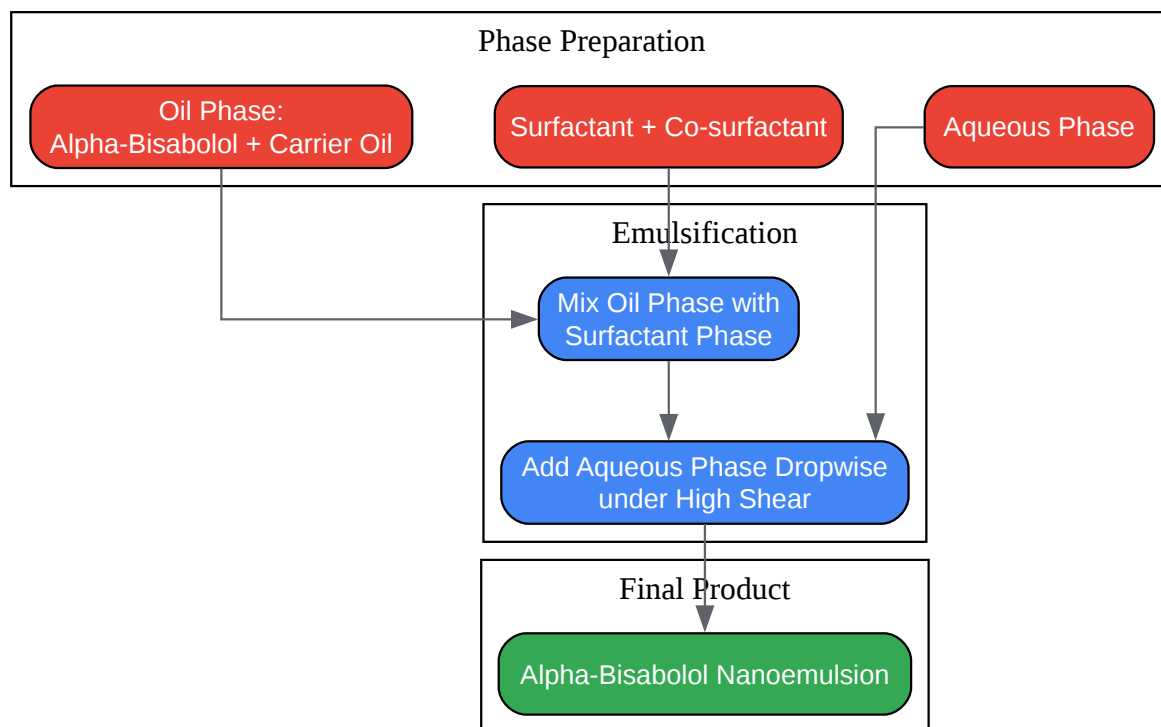 Phase Preparation
Oil Phase:
Alpha-Bisabolol + Carrier Oil
Surfactant + Co-surfactant
Aqueous Phase
Emulsification
Mix Oil Phase with
Surfactant Phase
Add Aqueous Phase Dropwise
under High Shear
Final Product
Alpha-Bisabolol Nanoemulsion